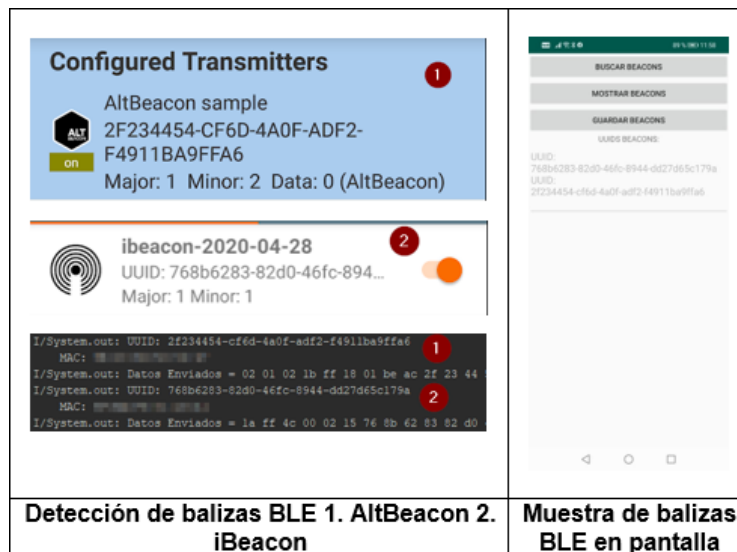 Configured Transmitters
1
AltBeacon sample
ALT
BEACON
on
2F234454-CF6D-4A0F-ADF2-
F4911BA9FFA6
Major: 1 Minor: 2 Data: 0 (AltBeacon)
ibeacon-2020-04-28
2
UUID: 768b6283-82d0-46fc-894...
Major: 1 Minor: 1
I/System.out: UUID: 2f234454-cf6d-4a0f-adf2-f4911ba9ffa6
1
MAC:
I/System.out: Datos Enviados = 02 01 02 1b ff 18 01 be ac 2f 23 44
I/System.out: UUID: 768b6283-82d0-46fc-8944-dd27d65c179a
2
MAC:
I/System.out: Datos Enviados = 1a ff 4c 00 02 15 76 8b 62 83 82 d0
Detección de balizas BLE 1. AltBeacon 2.
iBeacon
11:58
BUSCAR BEACONS
MOSTRAR BEACONS
GUARDAR BEACONS
UUIDS BEACONS:
UUID:
768b6283-82d0-46fc-8944-dd27d65c179a
UUID:
2f234454-cf6d-4a0f-adf2-f4911ba9ffa6
Muestra de balizas
BLE en pantalla